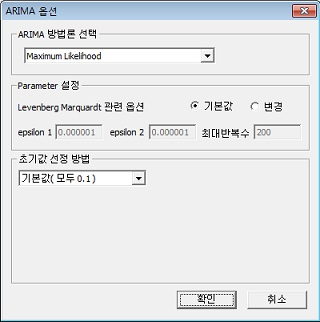 ARIMA 옵션
ARIMA 방법론 선택
Maximum Likelihood
Parameter 설정
Levenberg Marquardt 관련 옵션 기본값 변경
epsilon 1 0.000001 epsilon 2 0.000001 최대반복수 200
초기값 선정 방법
기본값( 모두 0.1 )
확인 취소